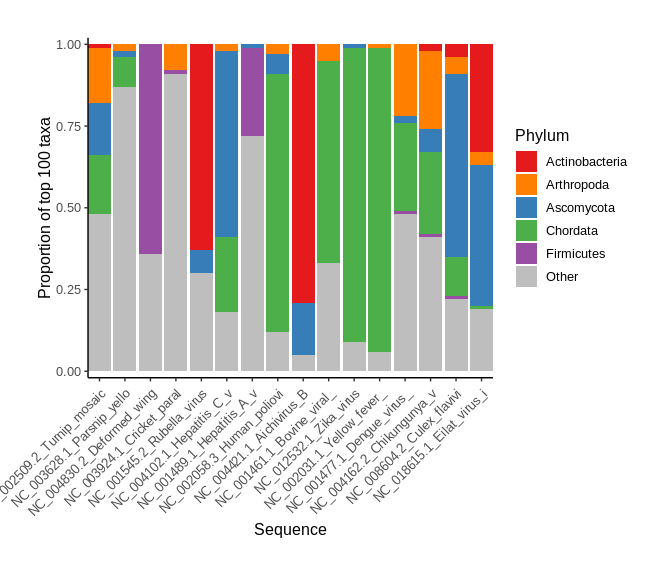 Proportion of top 100 taxa
1.00
0.75
0.50
0.25
0.00
002509.2_Turnip_mosaic
NC_003628.1_Parsnip_yello
NC_004830.2_Deformed_wing
NC_003924.1_Cricket_paral
NC_001545.2_Rubella_virus
NC_004102.1_Hepatitis_C_v
NC_001489.1_Hepatitis_A_v
NC_002058.3_Human_poliovi
NC_004421.1_Aichivirus_B
NC_001461.1_Bovine_viral_
NC_012532.1_Zika_virus
NC_002031.1_Yellow_fever_
NC_001477.1_Dengue_virus_
NC_004162.2_Chikungunya_v
NC_008604.2_Culex_flavivi
NC_018615.1_Eilat_virus_i
Sequence
Phylum
Actinobacteria
Arthropoda
Ascomycota
Chordata
Firmicutes
Other